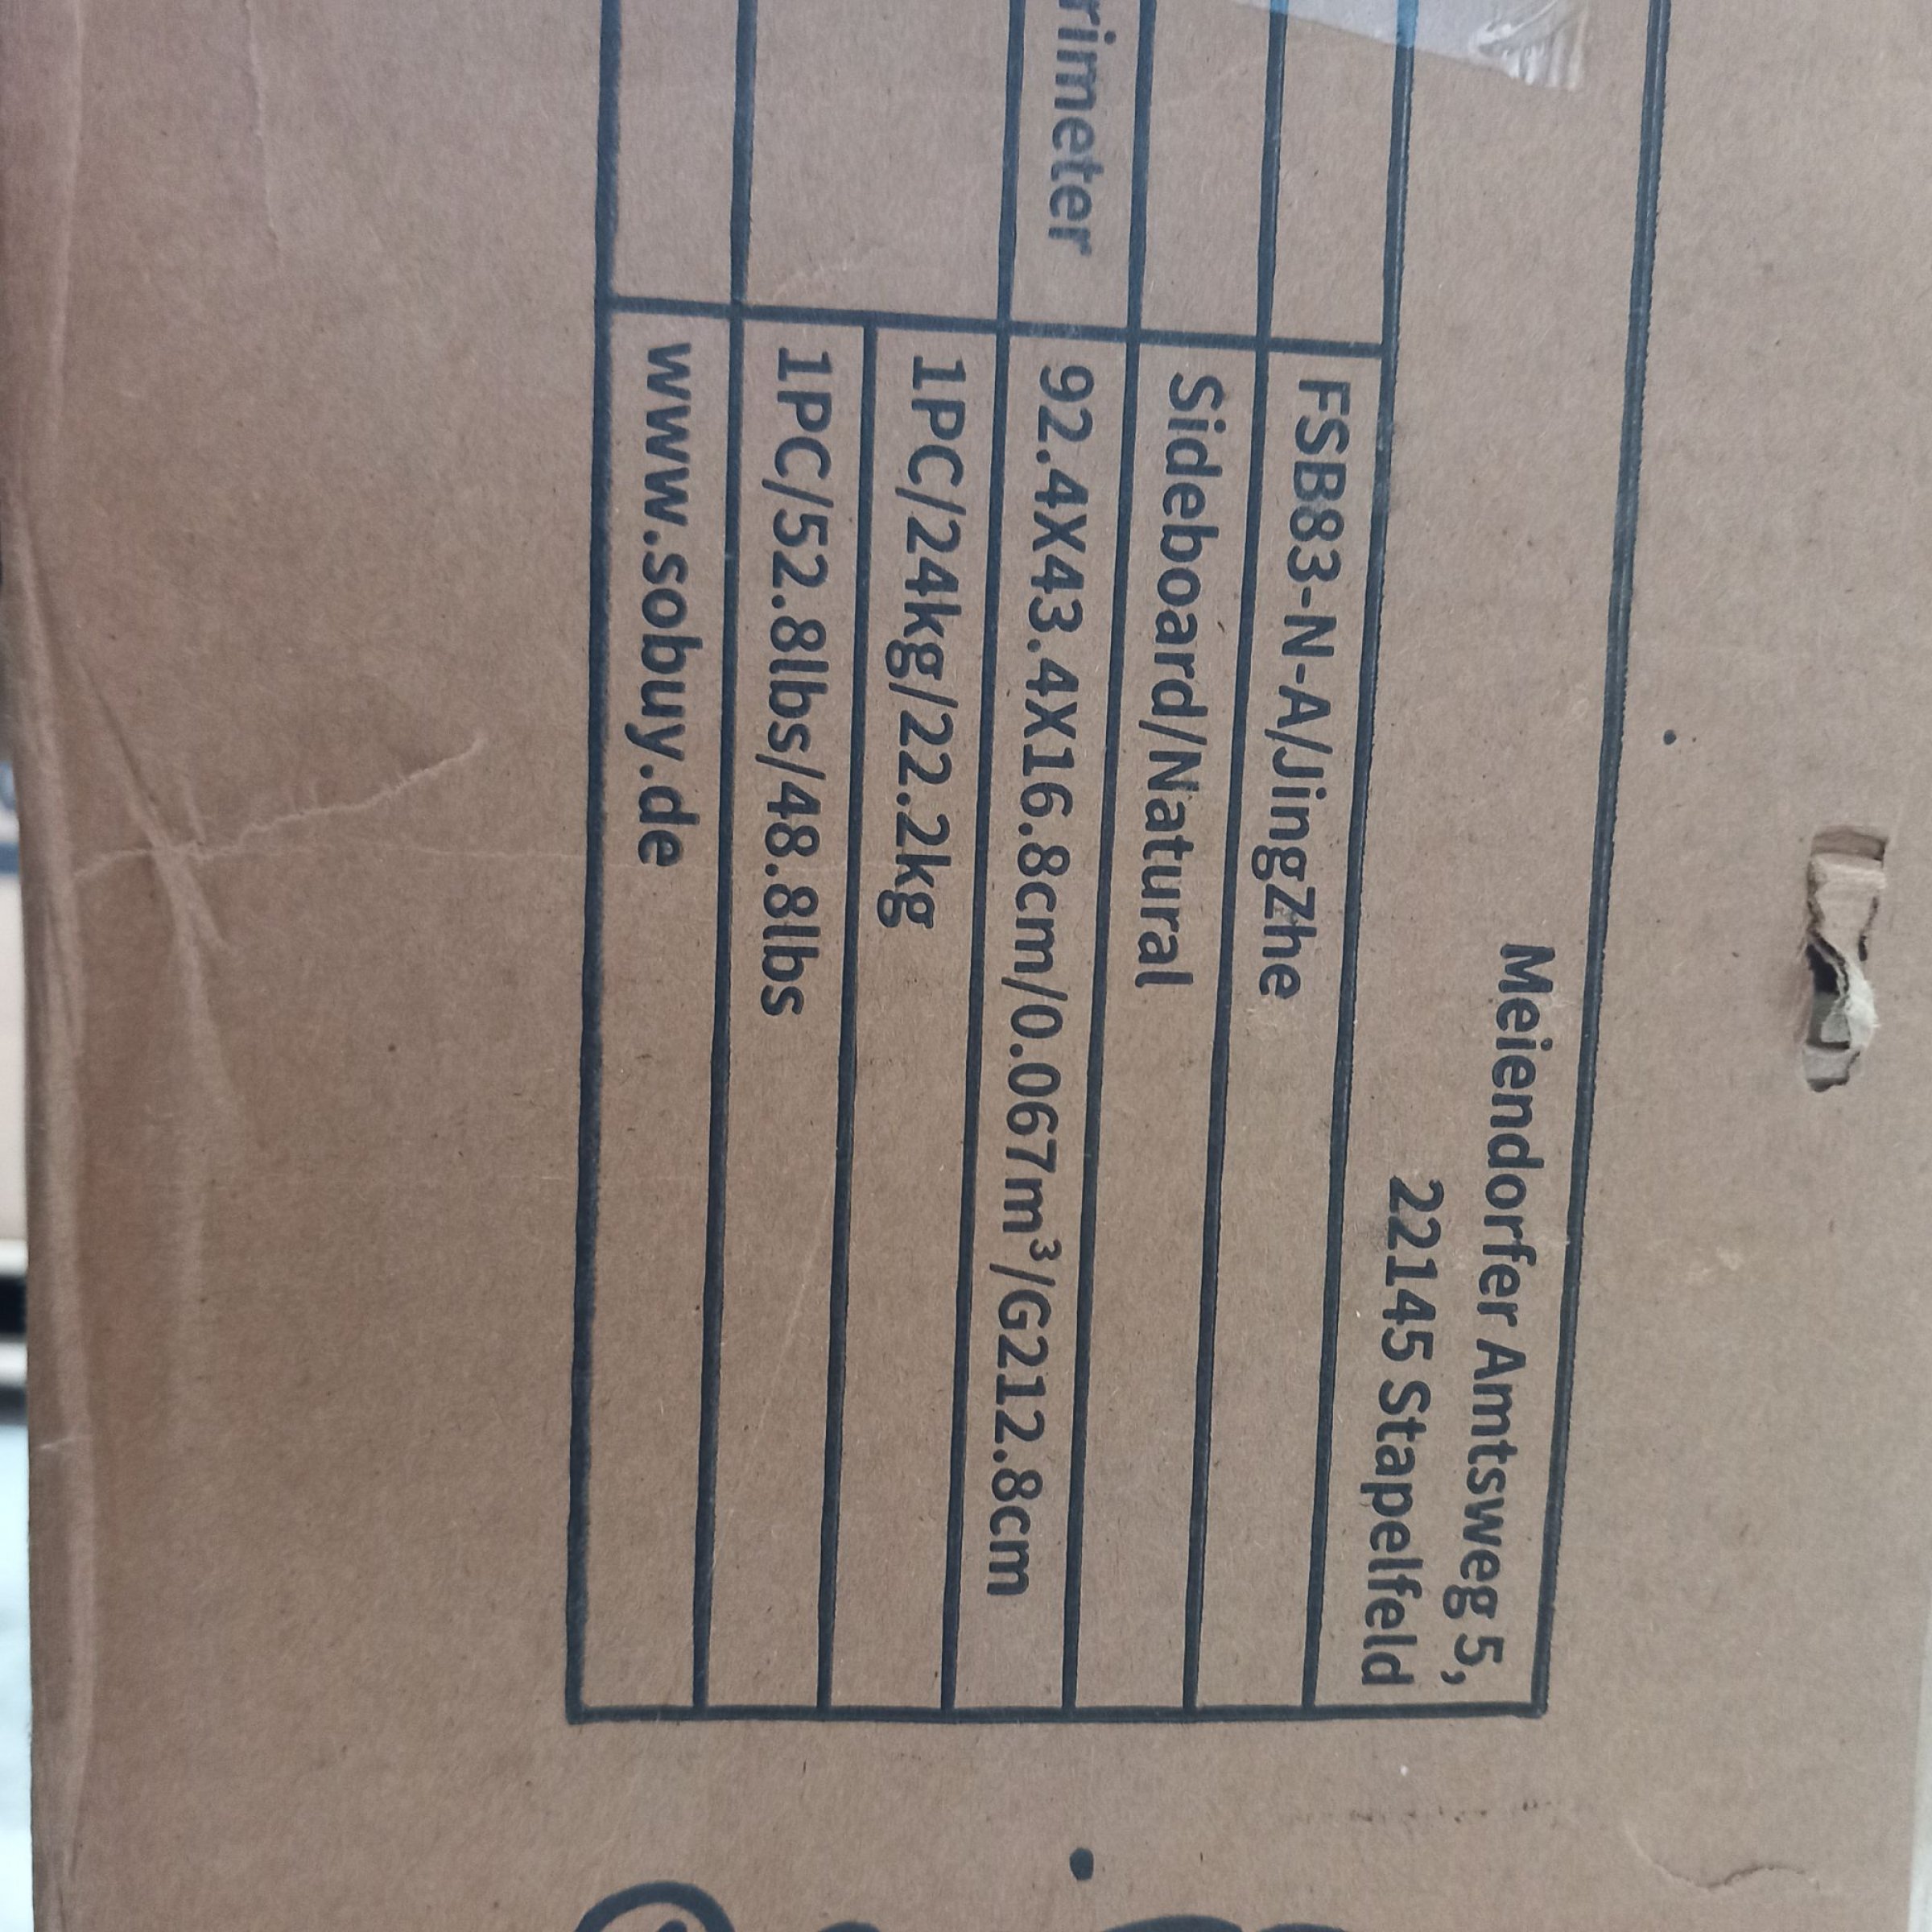 Meiendorfer Amtsweg 5,
22145 Stapelfeld
FSB83-N-A/JingZhe
Sideboard/Natural
rimeter 92.4X43.4X16.8cm/0.067m³/G212.8cm
1PC/24kg/22.2kg
1PC/52.8lbs/48.8lbs
www.sobuy.de